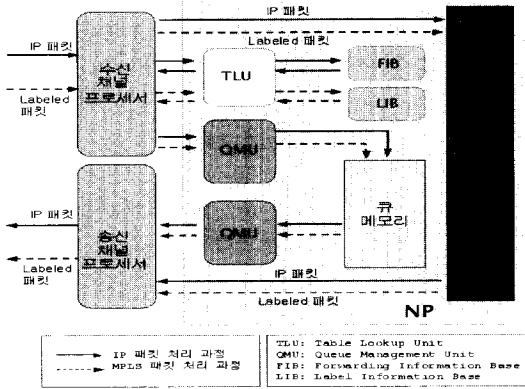 IP 패킷
Labeled 패킷
IP 패킷
수신
채널
프로세서
TLU
FIB
LIB
Labeled
패킷
QMU
큐
메모리
IP 패킷
송신
채널
프로세서
QMU
Labeled
패킷
IP 패킷
Labeled 패킷
NP
IP 패킷 처리 과정
MPLS 패킷 처리 과정
TLU: Table Lookup Unit
QMU: Queue Management Unit
FIB: Forwarding Information Base
LIB: Label Information Base